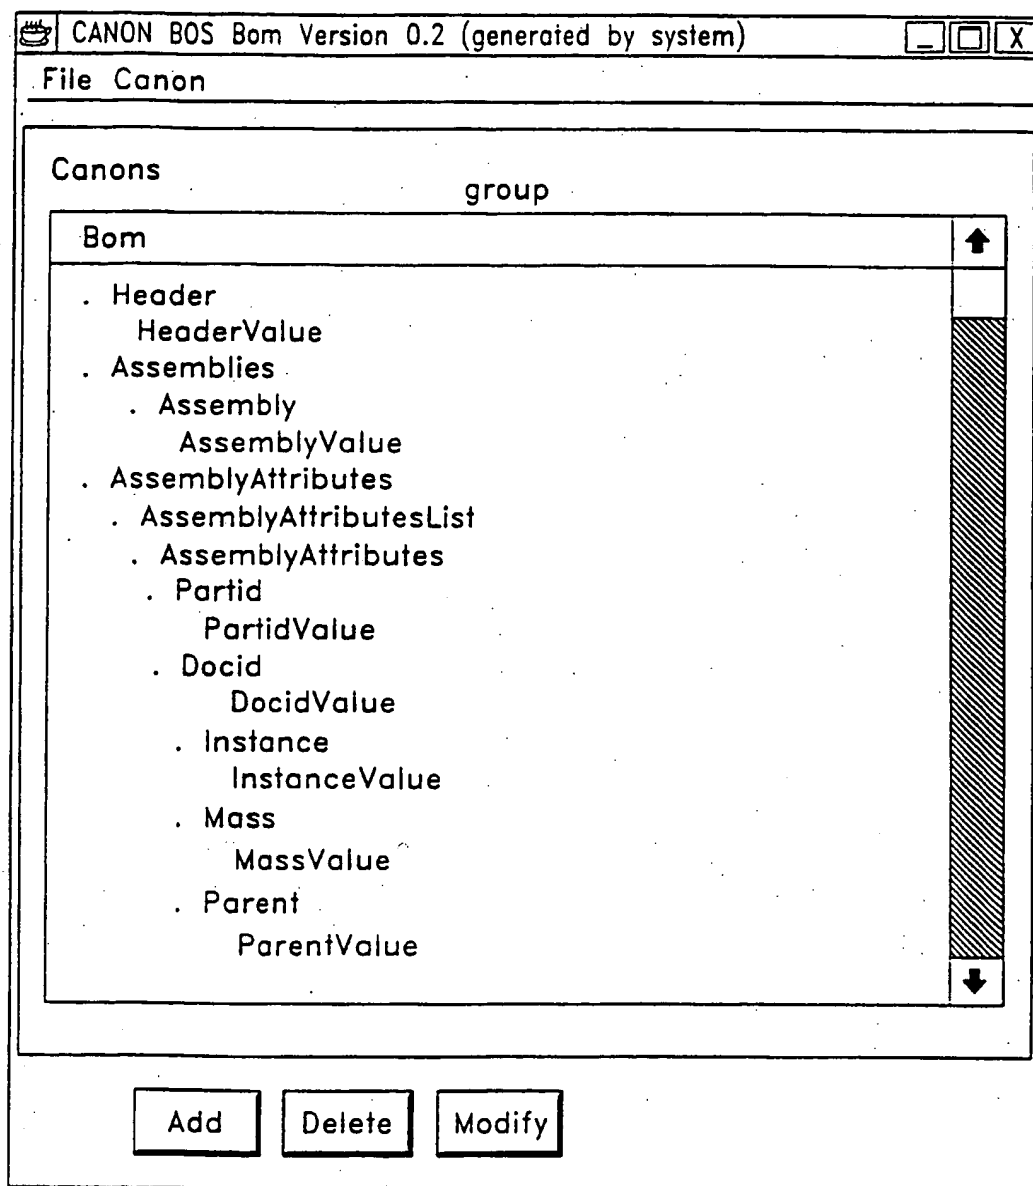 CANON BOS Bom Version 0.2 (generated by system) _ X
File Canon
Canons
group
Bom
. Header
HeaderValue
. Assemblies
. Assembly
AssemblyValue
. AssemblyAttributes
. AssemblyAttributesList
. AssemblyAttributes
. Partid
PartidValue
. Docid
DocidValue
. Instance
InstanceValue
. Mass
MassValue
. Parent
ParentValue
Add Delete Modify